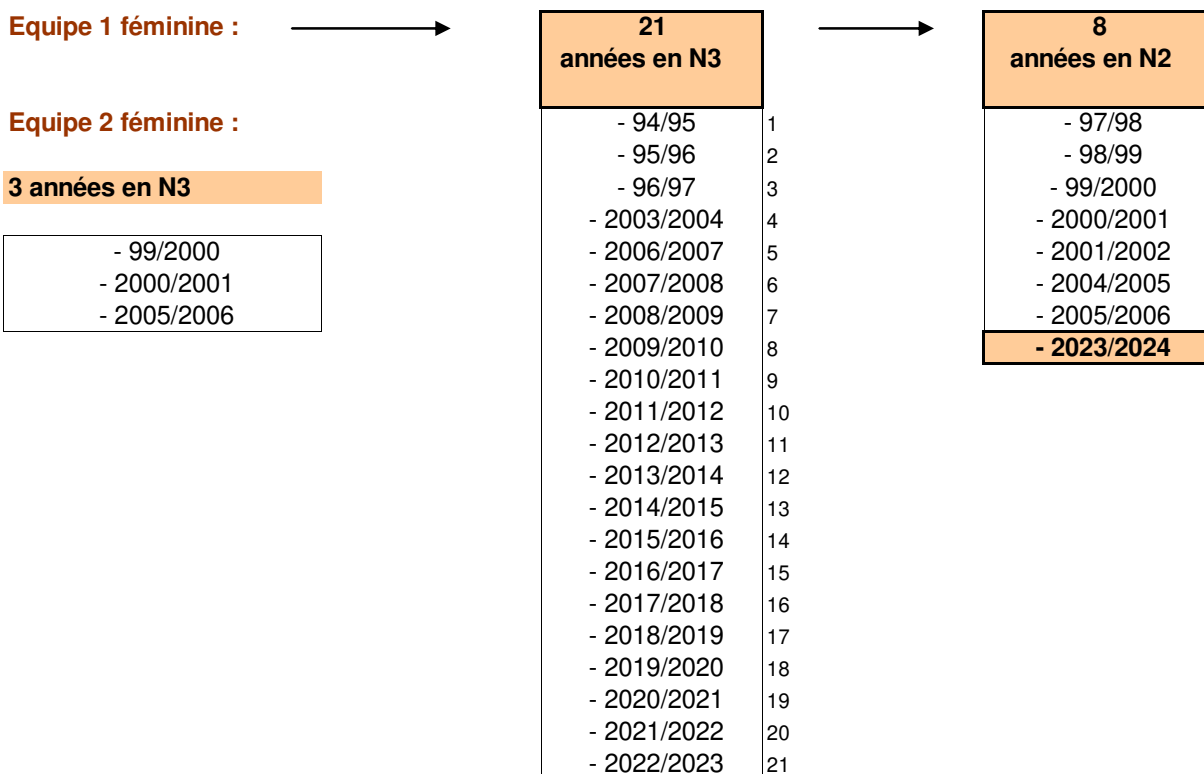 Equipe 1 féminine :
21
années en N3
8
années en N2
Equipe 2 féminine :
3 années en N3
- 99/2000
- 2000/2001
- 2005/2006
- 94/95 1
- 95/96 2
- 96/97 3
- 2003/2004 4
- 2006/2007 5
- 2007/2008 6
- 2008/2009 7
- 2009/2010 8
- 2010/2011 9
- 2011/2012 10
- 2012/2013 11
- 2013/2014 12
- 2014/2015 13
- 2015/2016 14
- 2016/2017 15
- 2017/2018 16
- 2018/2019 17
- 2019/2020 18
- 2020/2021 19
- 2021/2022 20
- 2022/2023 21
- 97/98
- 98/99
- 99/2000
- 2000/2001
- 2001/2002
- 2004/2005
- 2005/2006
- 2023/2024